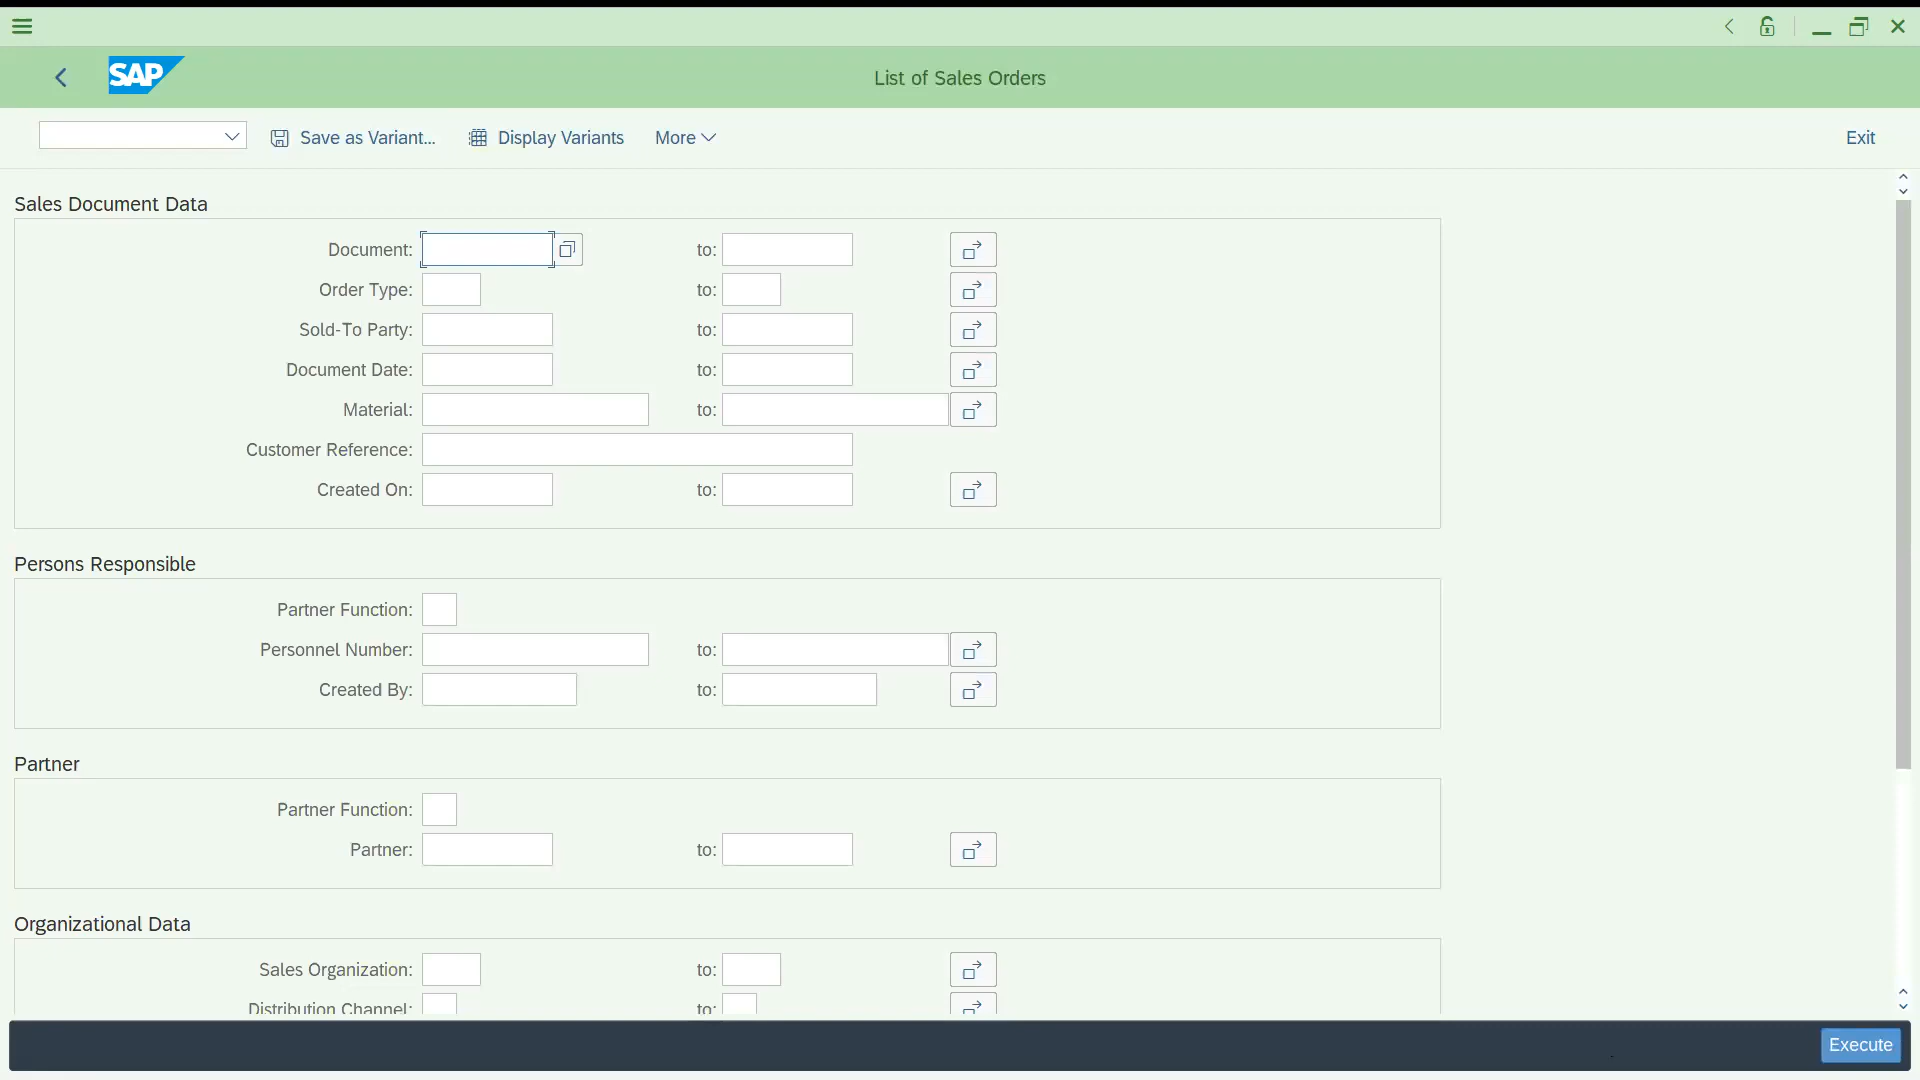 SAP
List of Sales Orders
Save as Variant... Display Variants More Exit
Sales Document Data
Document: to:
Order Type: to:
Sold-To Party: to:
Document Date: to:
Material: to:
Customer Reference:
Created On: to:
Persons Responsible
Partner Function:
Personnel Number: to:
Created By: to:
Partner
Partner Function:
Partner: to:
Organizational Data
Sales Organization: to:
Distribution Channel: to:
Execute